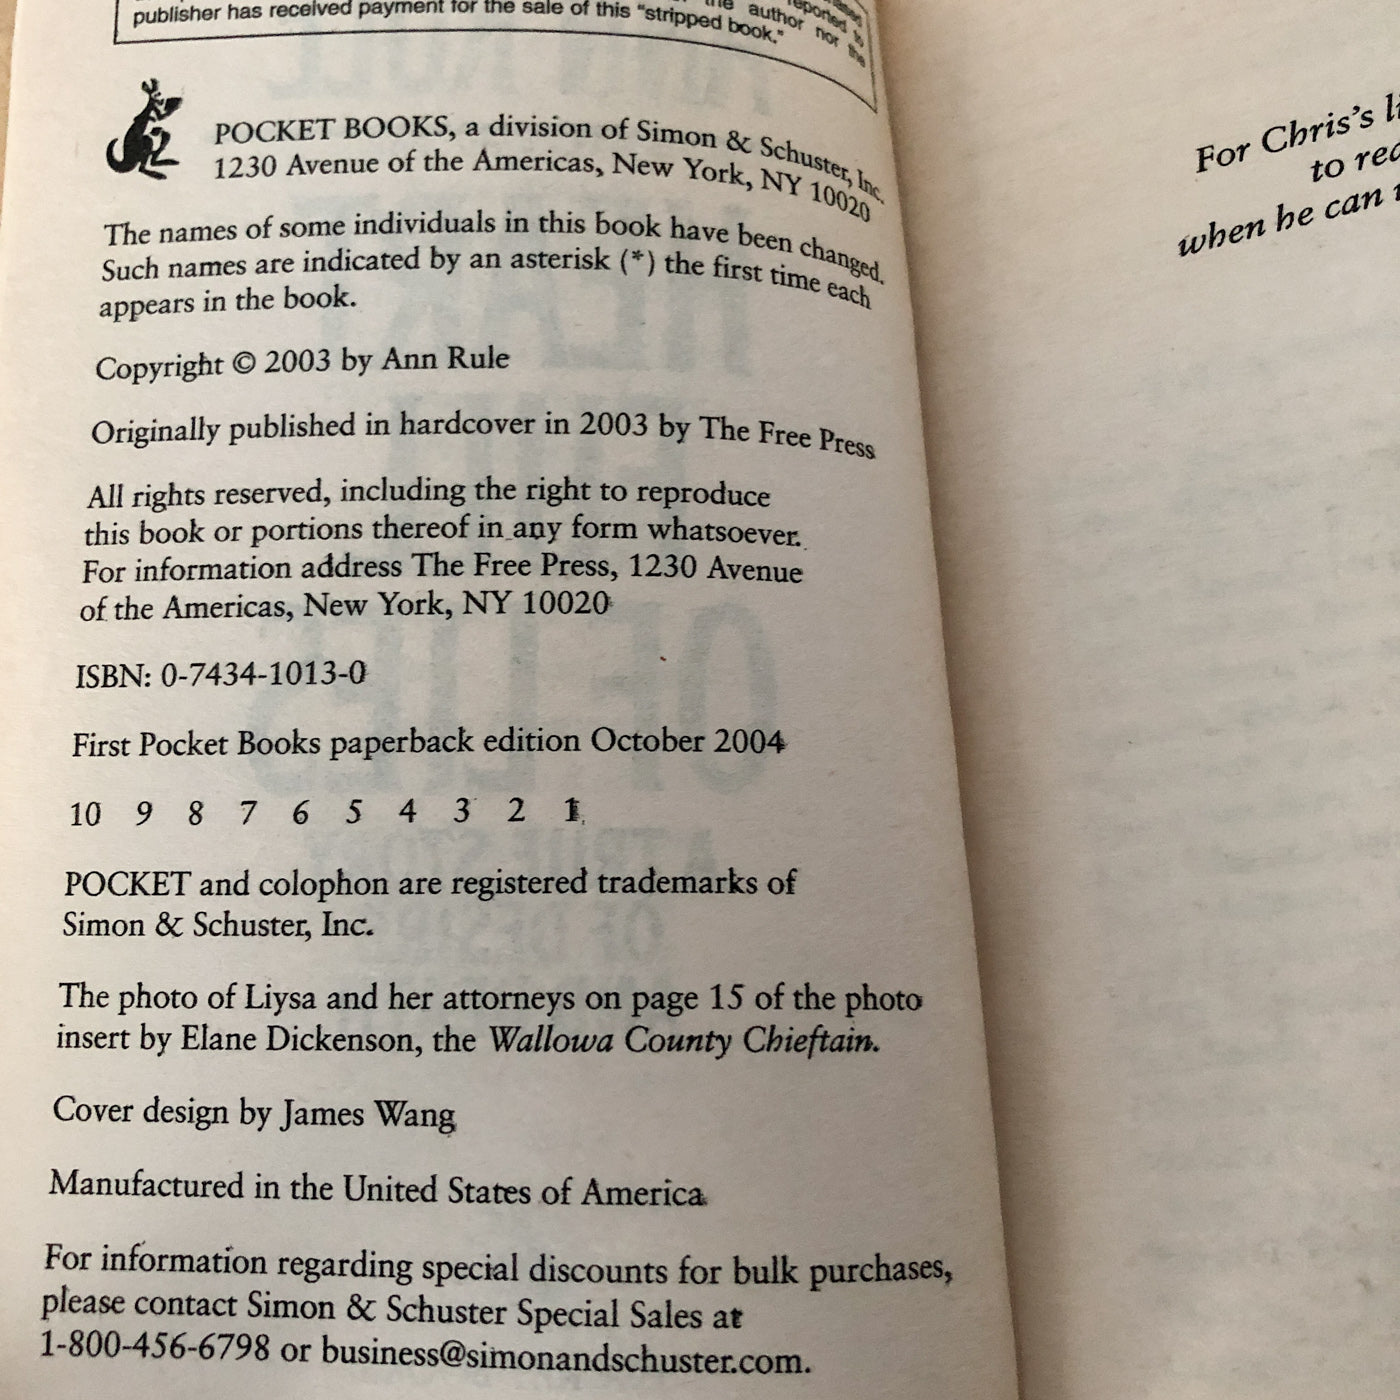 the author nor the
reported to
publisher has received payment for the sale of this "stripped book."
POCKET BOOKS, a division of Simon & Schuster, Inc.
1230 Avenue of the Americas, New York, NY 10020
The names of some individuals in this book have been changed.
Such names are indicated by an asterisk (*) the first time each
appears in the book.
Copyright © 2003 by Ann Rule
Originally published in hardcover in 2003 by The Free Press
All rights reserved, including the right to reproduce
this book or portions thereof in any form whatsoever.
For information address The Free Press, 1230 Avenue
of the Americas, New York, NY 10020
ISBN: 0-7434-1013-0
First Pocket Books paperback edition October 2004
10 9 8 7 6 5 4 3 2 1
POCKET and colophon are registered trademarks of
Simon & Schuster, Inc.
The photo of Liysa and her attorneys on page 15 of the photo
insert by Elane Dickenson, the Wallowa County Chieftain.
Cover design by James Wang
Manufactured in the United States of America
For information regarding special discounts for bulk purchases,
please contact Simon & Schuster Special Sales at
1-800-456-6798 or business@simonandschuster.com.
For Chris's
to
when he can